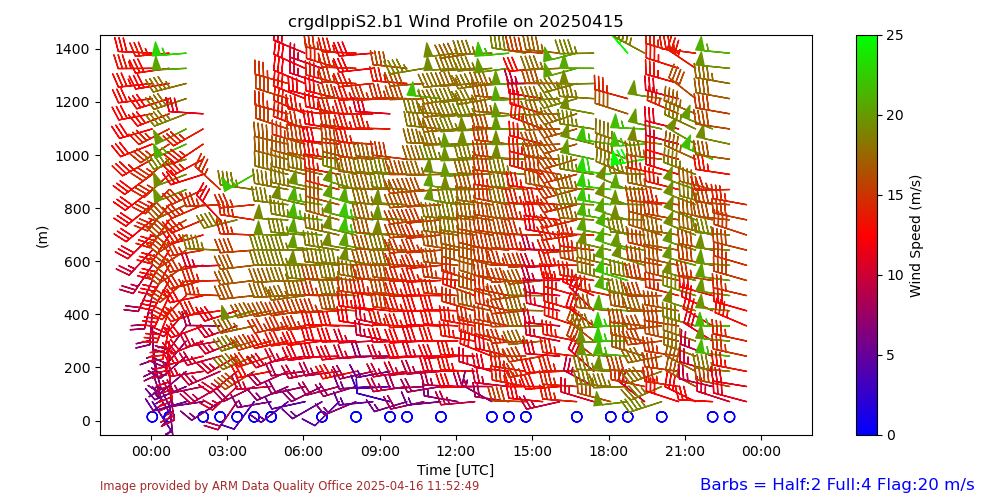 crgdlppiS2.b1 Wind Profile on 20250415
1400
1200
1000
800
600
400
200
0
(m)
00:00 03:00 06:00 09:00 12:00 15:00 18:00 21:00 00:00
Time [UTC]
25
20
15
10
5
0
Wind Speed (m/s)
Image provided by ARM Data Quality Office 2025-04-16 11:52:49
Barbs = Half:2 Full:4 Flag:20 m/s